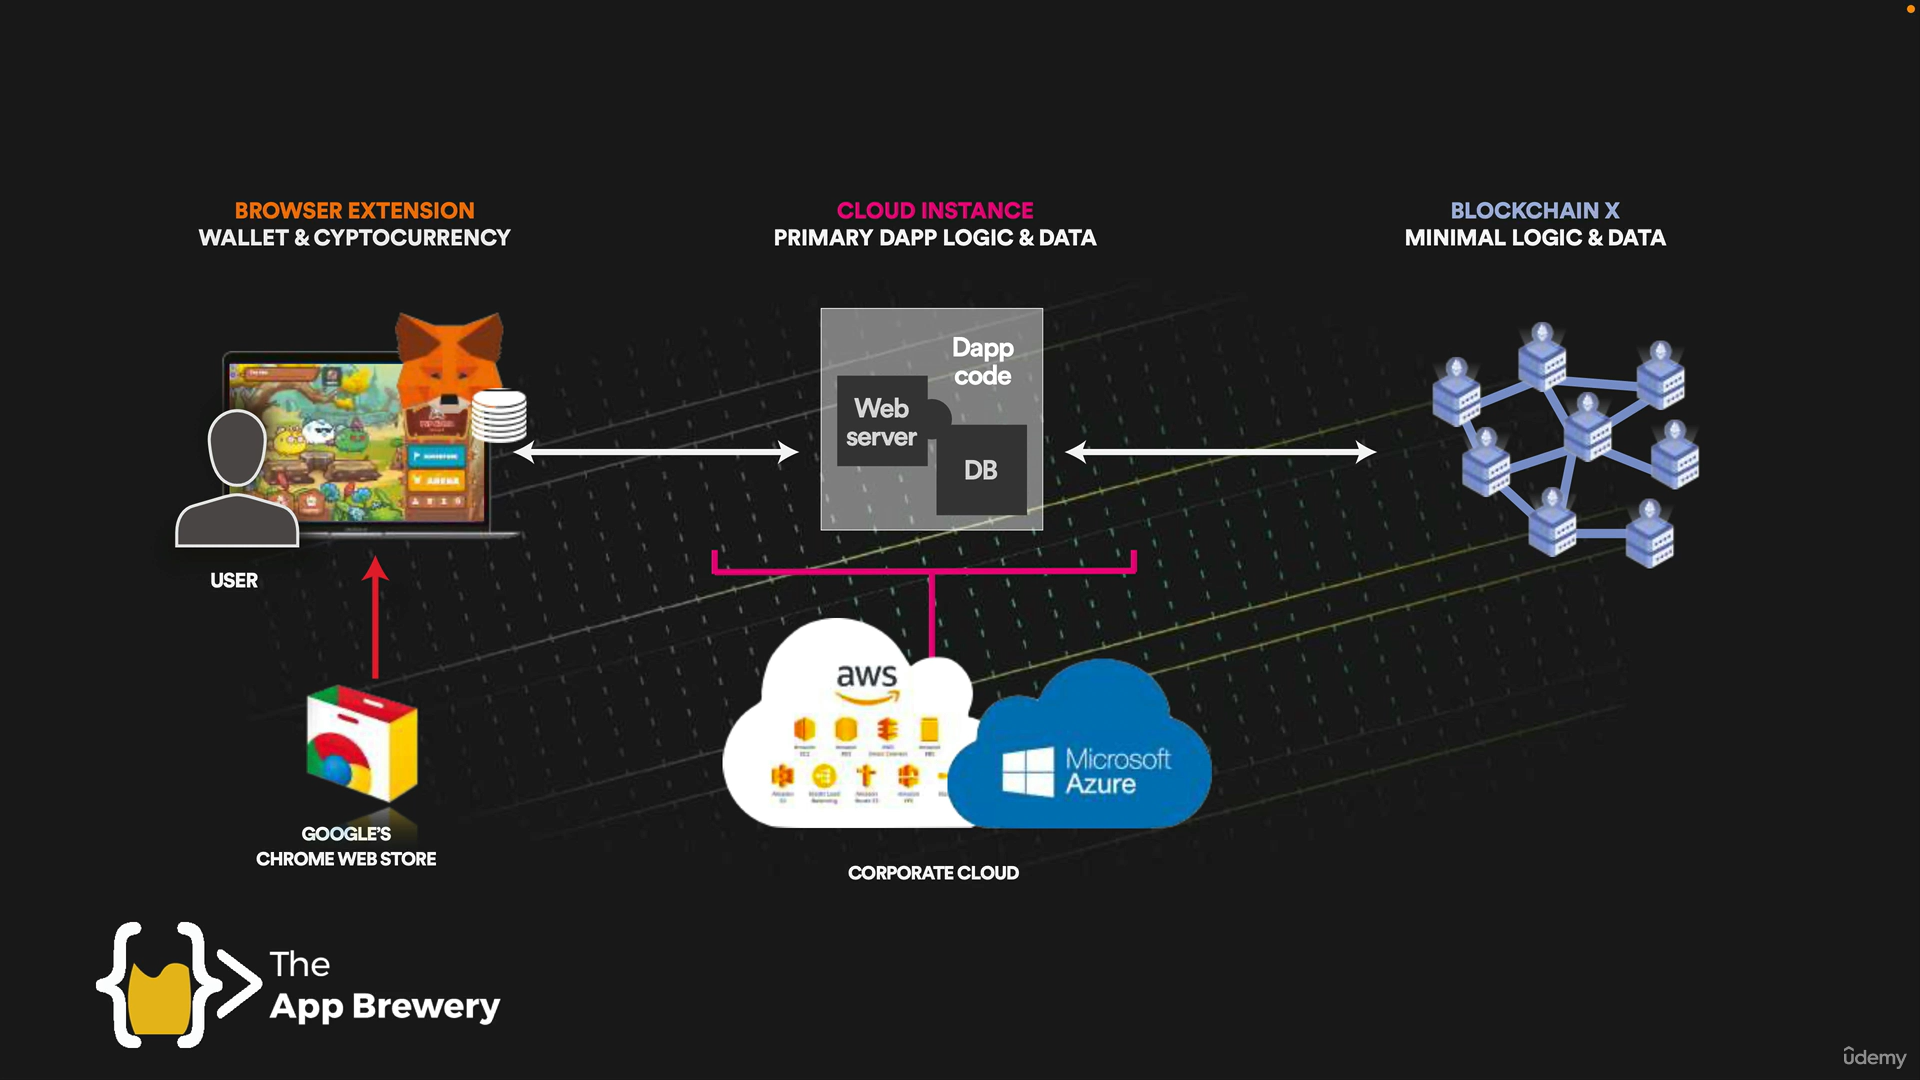 BROWSER EXTENSION
WALLET & CYPTOCURRENCY
CLOUD INSTANCE
PRIMARY DAPP LOGIC & DATA
BLOCKCHAIN X
MINIMAL LOGIC & DATA
Dapp
code
Web
server
DB
ARENA
USER
aws
Microsoft
Azure
GOOGLE'S
CHROME WEB STORE
CORPORATE CLOUD
The
App Brewery
ûdemy